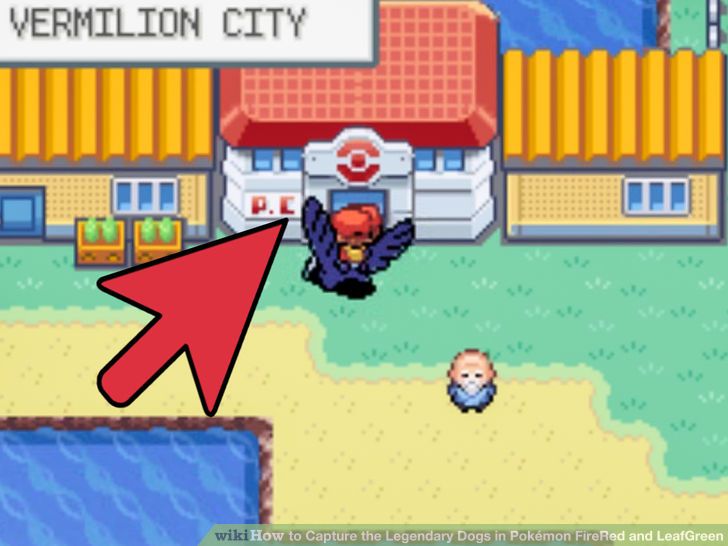 VERMILION CITY
P.C
wikiHow to Capture the Legendary Dogs in Pokémon FireRed and LeafGreen